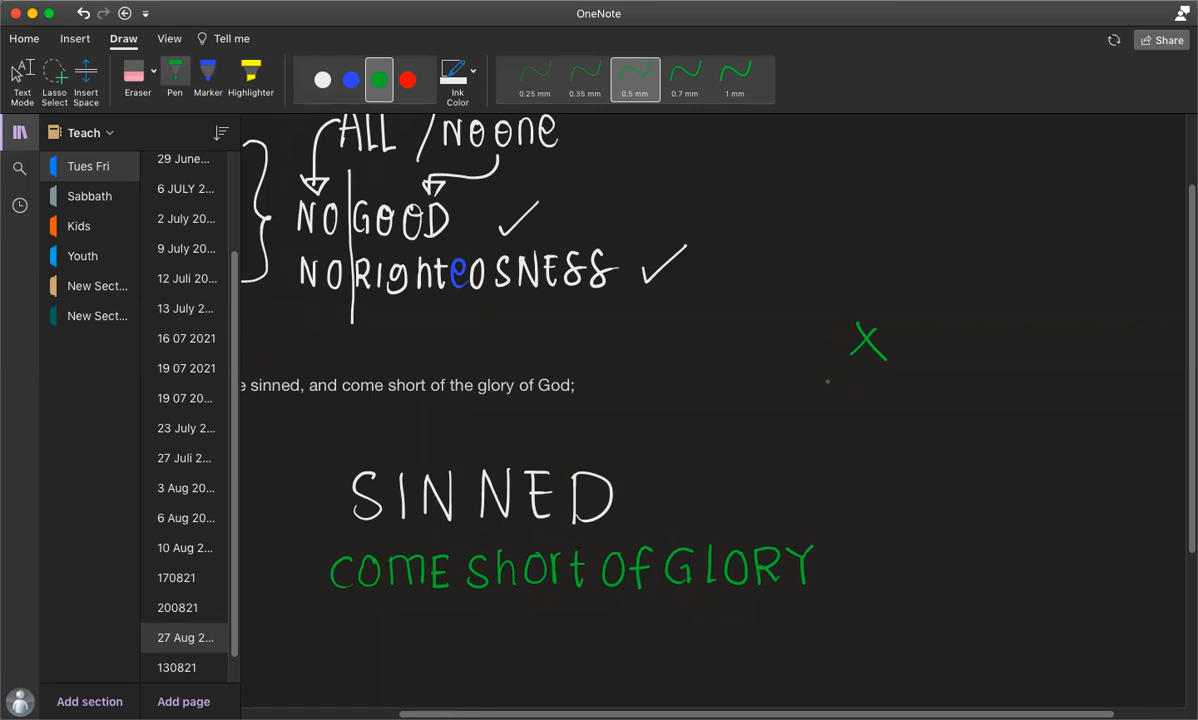 OneNote
Home Insert Draw View Tell me
Share
Text Mode
Lasso Select
Insert Space
Eraser
Pen
Marker
Highlighter
Ink Color
0.25 mm
0.35 mm
0.5 mm
0.7 mm
1 mm
Teach
Tues Fri
Sabbath
Kids
Youth
New Sect...
New Sect...
29 June...
6 JULY 2...
2 July 20...
9 July 20...
12 Juli 20...
13 July 2...
16 07 2021
19 07 2021
19 07 20...
23 July 2...
27 Juli 2...
3 Aug 20...
6 Aug 20...
10 Aug 2...
170821
200821
27 Aug 2...
130821
Add section
Add page
ALL / NO ONE
NO GOOD ✓
NO RighteOSNESS ✓
X
e sinned, and come short of the glory of God;
SINNED
COME Short Of GLORY